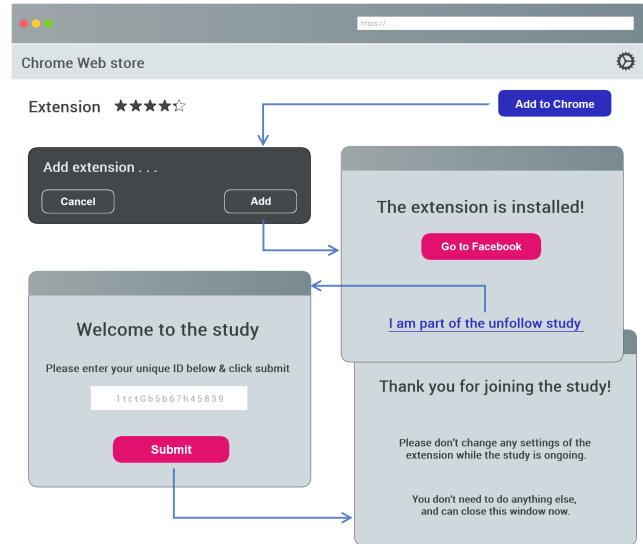 https:// . . .
Chrome Web store
Extension
Add to Chrome
Add extension . . .
Cancel
Add
The extension is installed!
Go to Facebook
I am part of the unfollow study
Welcome to the study
Please enter your unique ID below & click submit
1tctGb5b67h45839
Submit
Thank you for joining the study!
Please don't change any settings of the
extension while the study is ongoing.
You don't need to do anything else,
and can close this window now.